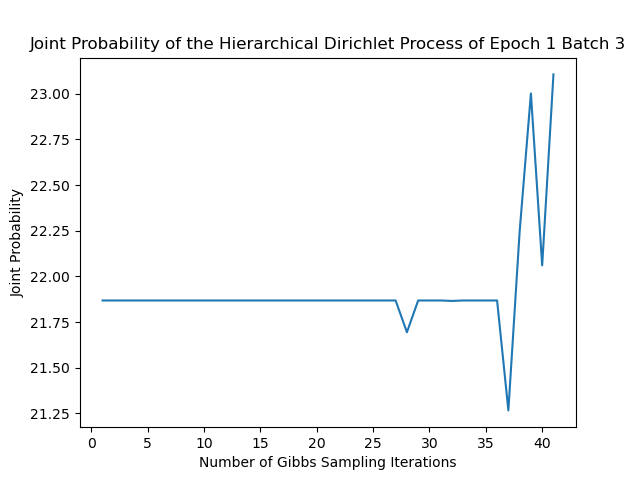 Joint Probability of the Hierarchical Dirichlet Process of Epoch 1 Batch 3
Joint Probability
23.00
22.75
22.50
22.25
22.00
21.75
21.50
21.25
0 5 10 15 20 25 30 35 40
Number of Gibbs Sampling Iterations